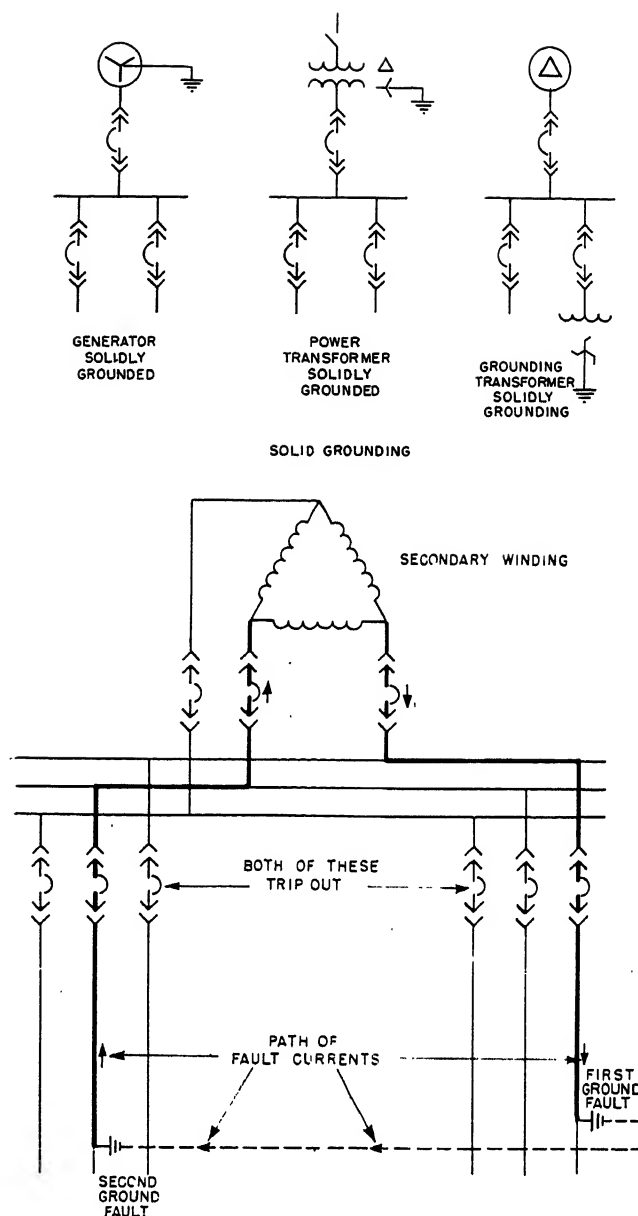 GENERATOR
SOLIDLY
GROUNDED
POWER
TRANSFORMER
SOLIDLY
GROUNDED
GROUNDING
TRANSFORMER
SOLIDLY
GROUNDING
SOLID GROUNDING
SECONDARY WINDING
BOTH OF THESE
TRIP OUT
PATH OF
FAULT CURRENTS
FIRST
GROUND
FAULT
SECOND
GROUND
FAULT